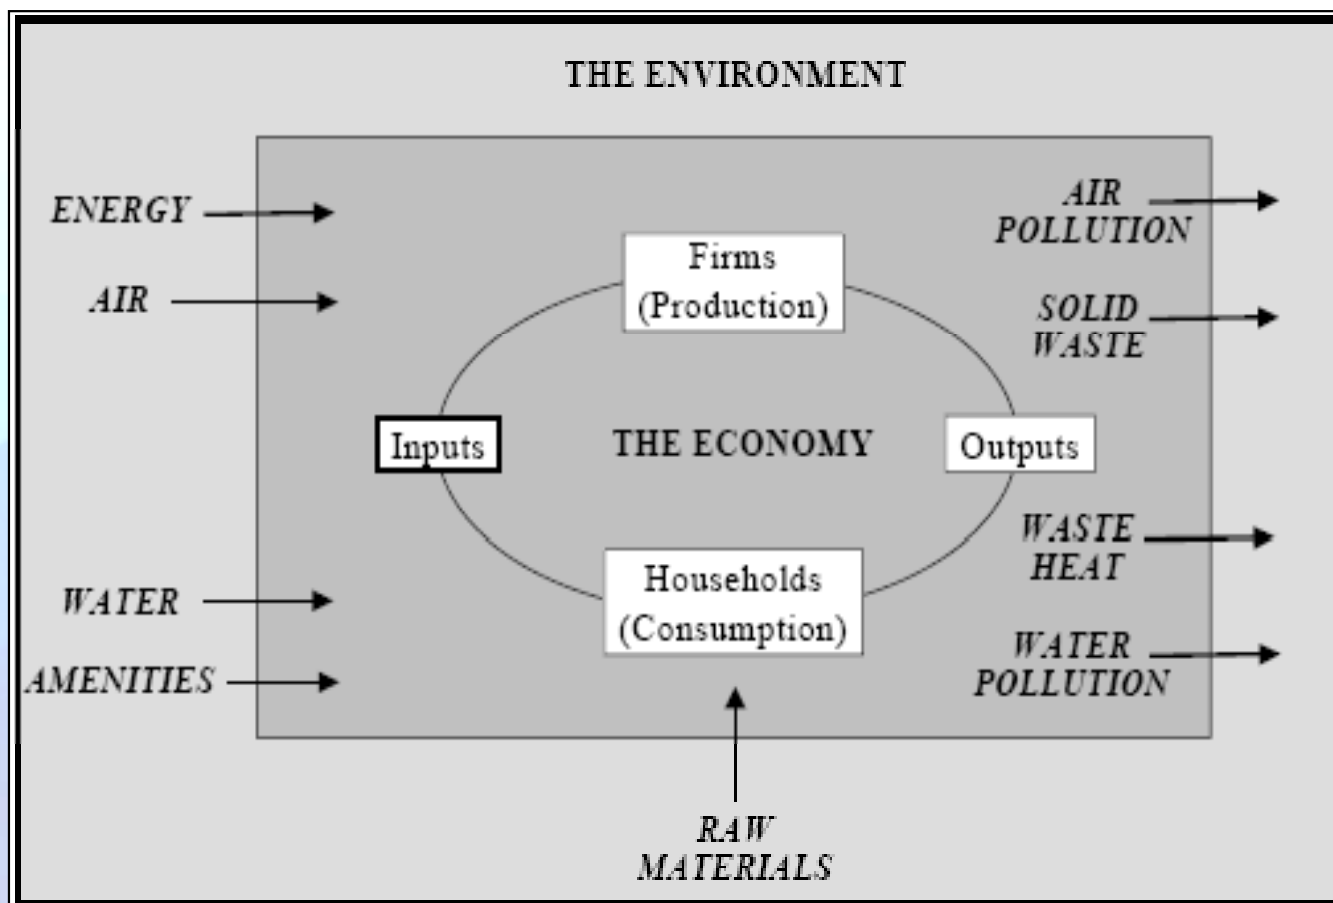 THE ENVIRONMENT
ENERGY
AIR
WATER
AMENITIES
Firms
(Production)
Inputs
THE ECONOMY
Outputs
Households
(Consumption)
RAW
MATERIALS
AIR
POLLUTION
SOLID
WASTE
WASTE
HEAT
WATER
POLLUTION